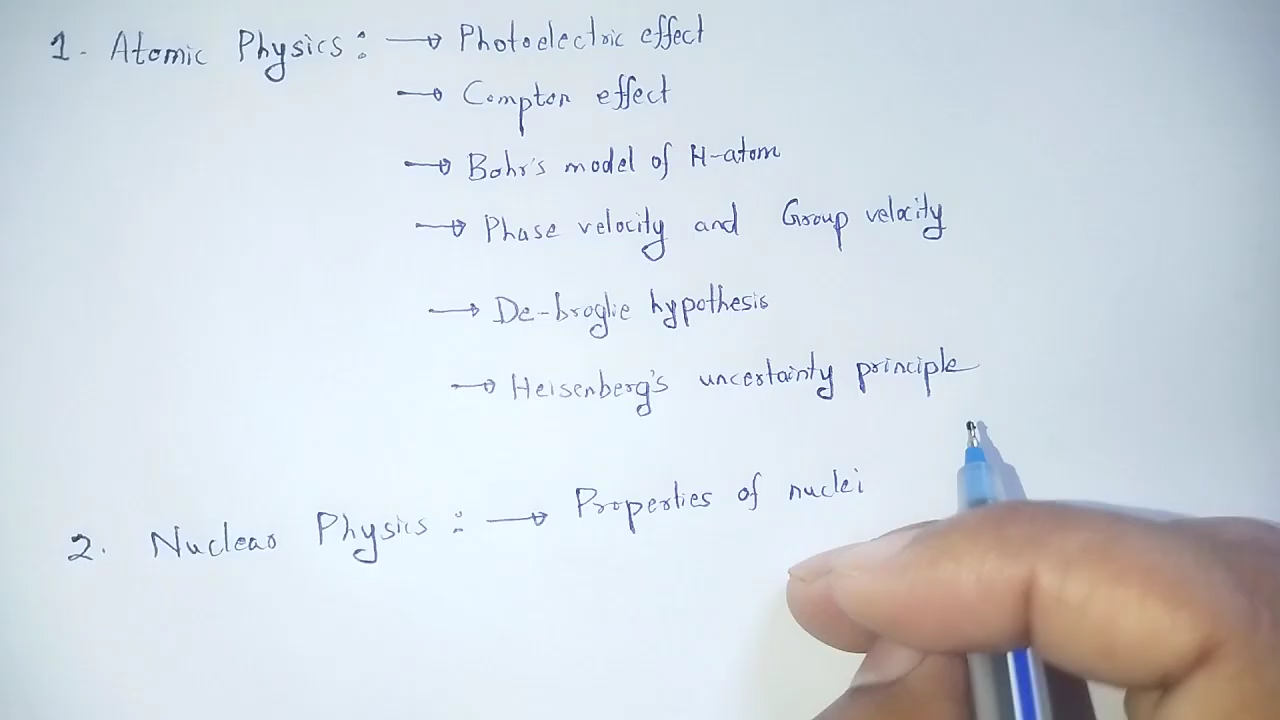 1. Atomic Physics : → Photoelectric effect
→ Compton effect
→ Bohr's model of H-atom
→ Phase velocity and Group velocity
→ De-broglie hypothesis
→ Heisenberg's uncertainty principle
2. Nuclear Physics : → Properties of nuclei